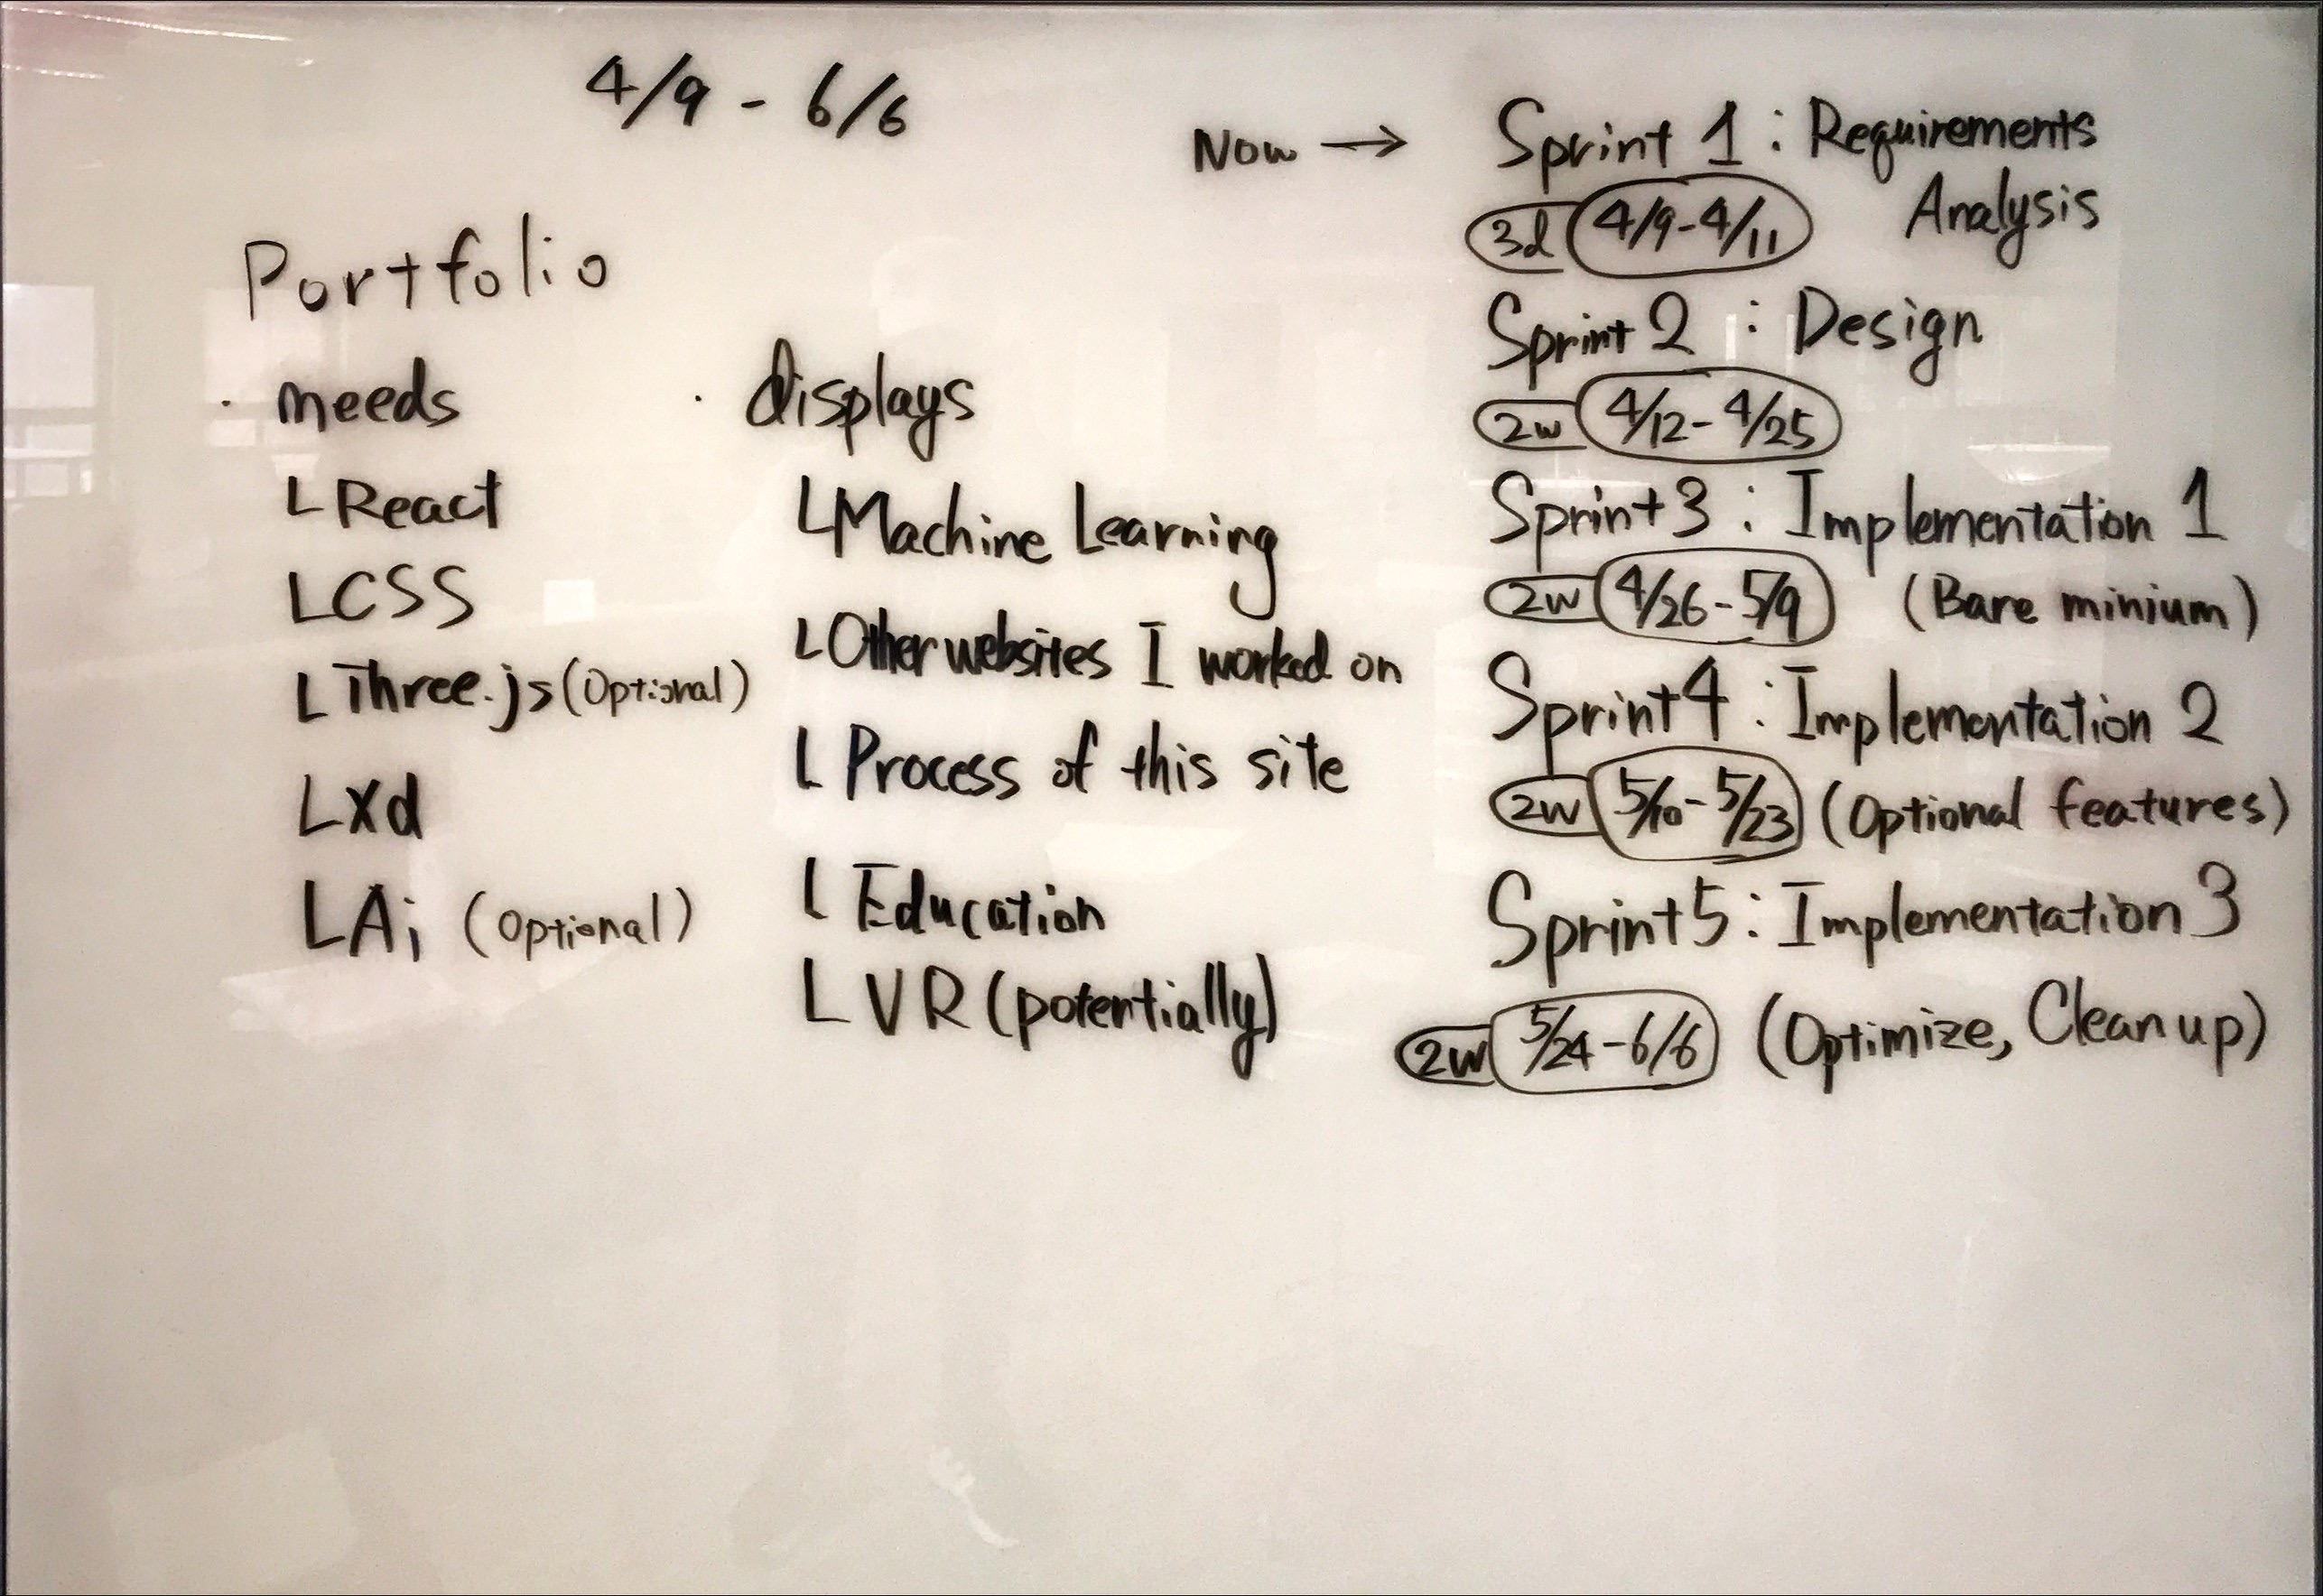 4/9 - 6/6
Portfolio
· needs
L React
L CSS
L Three.js (Optional)
L Xd
L Ai (Optional)
· displays
L Machine Learning
L Other websites I worked on
L Process of this site
L Education
L VR (potentially)
Now → Sprint 1 : Requirements
Analysis
3d 4/9-4/11
Sprint 2 : Design
2w 4/12-4/25
Sprint 3 : Implementation 1
2w 4/26-5/9 (Bare minium)
Sprint 4 : Implementation 2
2w 5/10-5/23 (Optional features)
Sprint 5 : Implementation 3
2w 5/24-6/6 (Optimize, Clean up)